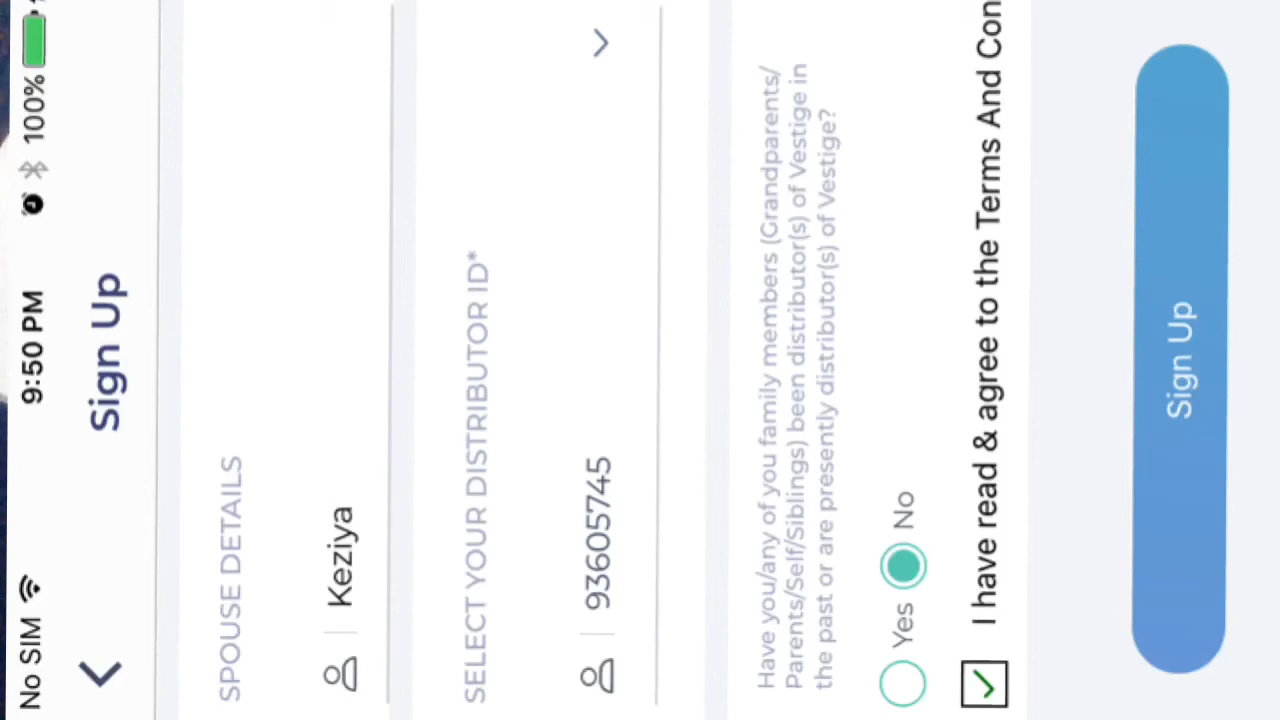 No SIM 9:50 PM 100%
Sign Up
SPOUSE DETAILS
Keziya
SELECT YOUR DISTRIBUTOR ID*
93605745
Have you/any of you family members (Grandparents/
Parents/Self/Siblings) been distributor(s) of Vestige in
the past or are presently distributor(s) of Vestige?
Yes No
I have read & agree to the Terms And Con
Sign Up